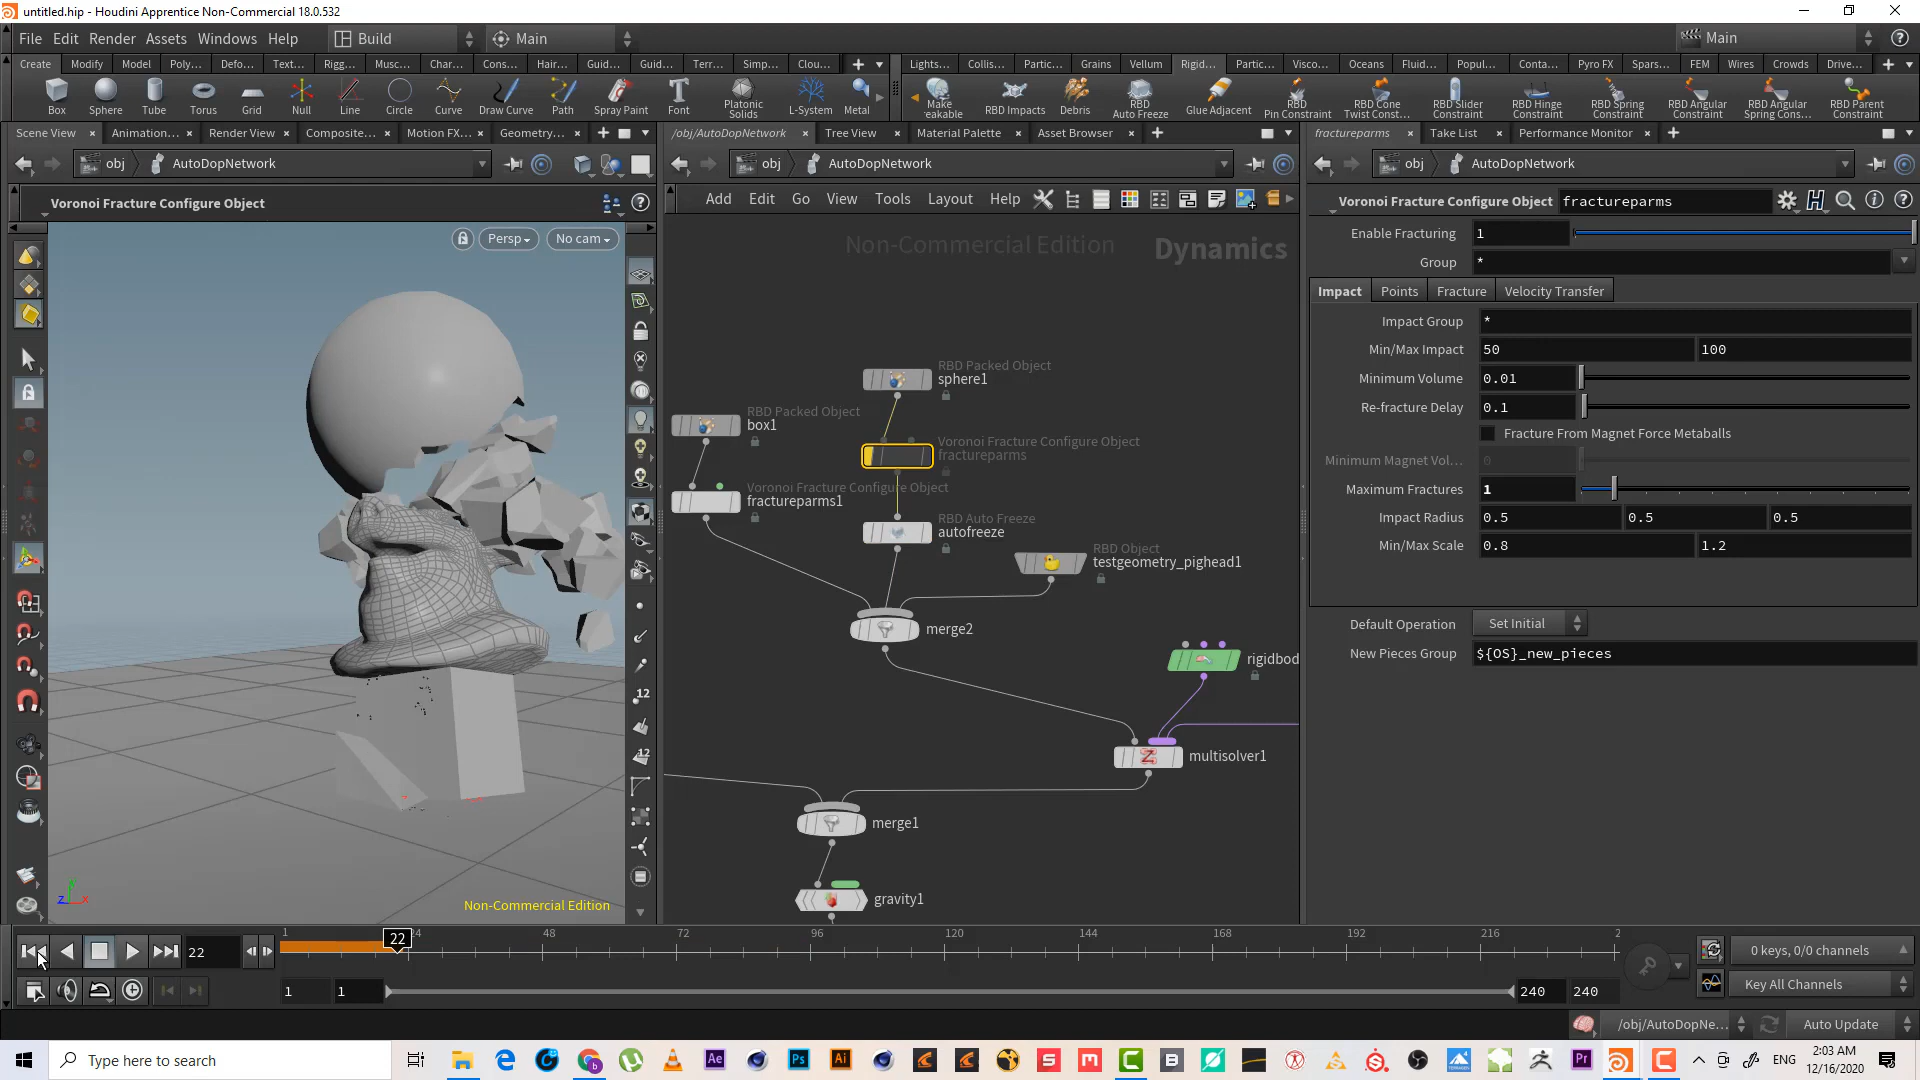 untitled.hip - Houdini Apprentice Non-Commercial 18.0.532
File Edit Render Assets Windows Help Build Main Main
Create Modify Model Poly... Defo... Text... Rigg... Musc... Char... Cons... Hair... Guid... Guid... Terr... Simp... Clou... Lights... Collis... Partic... Grains Vellum Rigid... Partic... Visco... Oceans Fluid... Popul... Conta... Pyro FX Spars... FEM Wires Crowds Drive...
Box Sphere Tube Torus Grid Null Line Circle Curve Draw Curve Path Spray Paint Font Platonic Solids L-System Metal
Make reakable RBD Impacts Debris RBD Auto Freeze Glue Adjacent RBD Pin Constraint RBD Cone Twist Const... RBD Slider Constraint RBD Hinge Constraint RBD Spring Constraint RBD Angular Constraint RBD Angular Spring Cons... RBD Parent Constraint
Scene View Animation... Render View Composite... Motion FX... Geometry... /obj/AutoDopNetwork Tree View Material Palette Asset Browser fractureparms Take List Performance Monitor
obj AutoDopNetwork obj AutoDopNetwork obj AutoDopNetwork
Voronoi Fracture Configure Object
Add Edit Go View Tools Layout Help
Voronoi Fracture Configure Object fractureparms
Persp No cam
Non-Commercial Edition Dynamics
Enable Fracturing 1
Group *
Impact Points Fracture Velocity Transfer
Impact Group *
Min/Max Impact 50 100
Minimum Volume 0.01
Re-fracture Delay 0.1
Fracture From Magnet Force Metaballs
Minimum Magnet Vol... 0
Maximum Fractures 1
Impact Radius 0.5 0.5 0.5
Min/Max Scale 0.8 1.2
Default Operation Set Initial
New Pieces Group ${OS}_new_pieces
RBD Packed Object
sphere1
RBD Packed Object
box1
Voronoi Fracture Configure Object
fractureparms
Voronoi Fracture Configure Object
fractureparms1
RBD Auto Freeze
autofreeze
RBD Object
testgeometry_pighead1
merge2
rigidbod
multisolver1
merge1
gravity1
12
12
z y x
Non-Commercial Edition
22 1 22 24 48 72 96 120 144 168 192 216 2
0 keys, 0/0 channels
1 1 240 240 Key All Channels
/obj/AutoDopNe... Auto Update
Type here to search
ENG
2:03 AM
12/16/2020